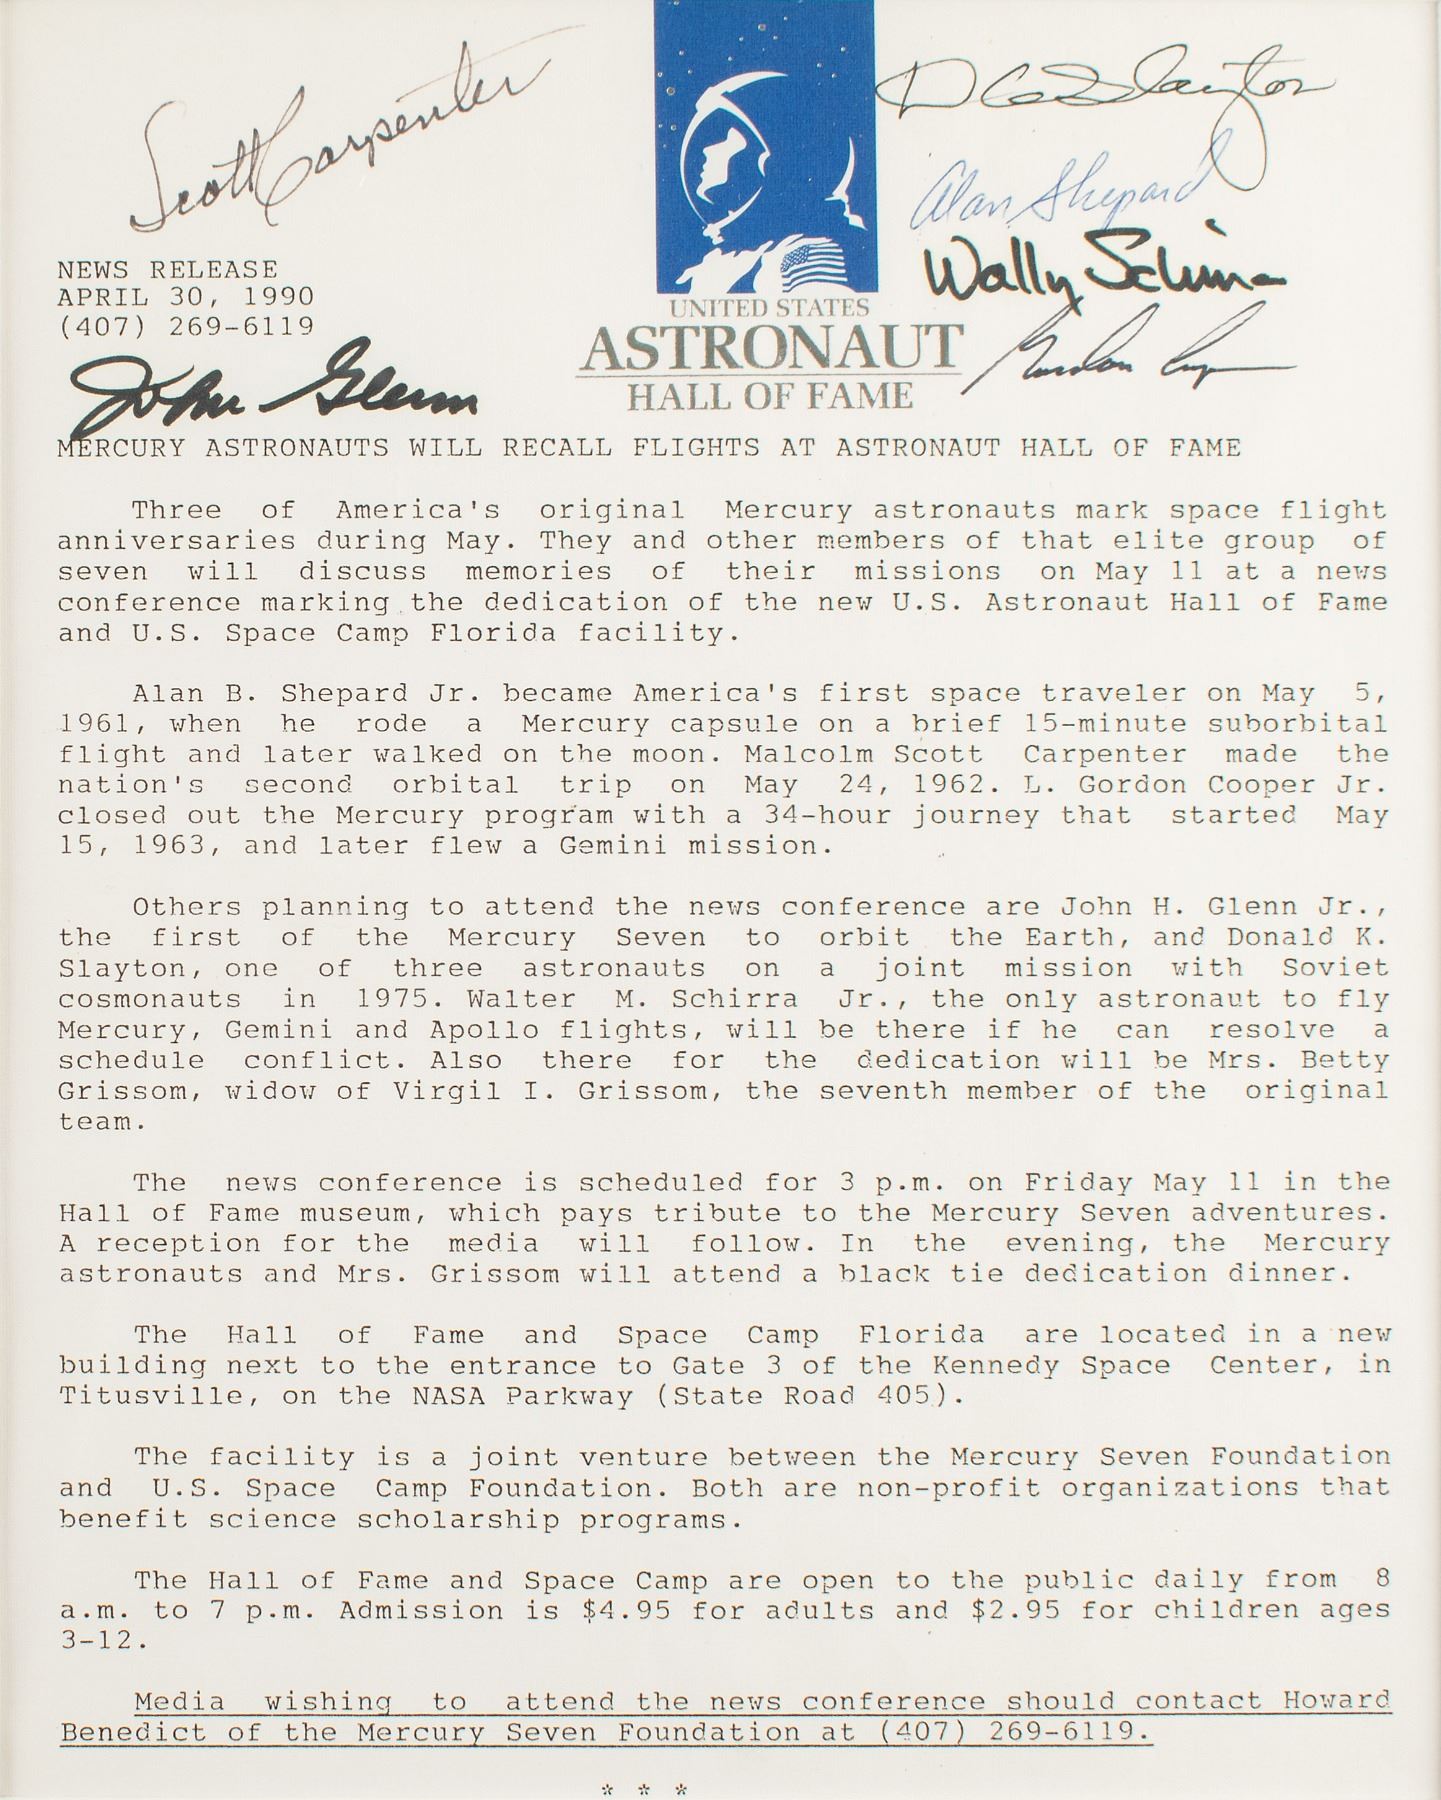 Scott Carpenter
D K Slayton
Alan Shepard
Wally Schirra
Gordon Cooper
NEWS RELEASE
APRIL 30, 1990
(407) 269-6119
John Glenn
UNITED STATES
ASTRONAUT
HALL OF FAME
MERCURY ASTRONAUTS WILL RECALL FLIGHTS AT ASTRONAUT HALL OF FAME
Three of America's original Mercury astronauts mark space flight
anniversaries during May. They and other members of that elite group of
seven will discuss memories of their missions on May 11 at a news
conference marking the dedication of the new U.S. Astronaut Hall of Fame
and U.S. Space Camp Florida facility.
Alan B. Shepard Jr. became America's first space traveler on May 5,
1961, when he rode a Mercury capsule on a brief 15-minute suborbital
flight and later walked on the moon. Malcolm Scott Carpenter made the
nation's second orbital trip on May 24, 1962. L. Gordon Cooper Jr.
closed out the Mercury program with a 34-hour journey that started May
15, 1963, and later flew a Gemini mission.
Others planning to attend the news conference are John H. Glenn Jr.,
the first of the Mercury Seven to orbit the Earth, and Donald K.
Slayton, one of three astronauts on a joint mission with Soviet
cosmonauts in 1975. Walter M. Schirra Jr., the only astronaut to fly
Mercury, Gemini and Apollo flights, will be there if he can resolve a
schedule conflict. Also there for the dedication will be Mrs. Betty
Grissom, widow of Virgil I. Grissom, the seventh member of the original
team.
The news conference is scheduled for 3 p.m. on Friday May 11 in the
Hall of Fame museum, which pays tribute to the Mercury Seven adventures.
A reception for the media will follow. In the evening, the Mercury
astronauts and Mrs. Grissom will attend a black tie dedication dinner.
The Hall of Fame and Space Camp Florida are located in a new
building next to the entrance to Gate 3 of the Kennedy Space Center, in
Titusville, on the NASA Parkway (State Road 405).
The facility is a joint venture between the Mercury Seven Foundation
and U.S. Space Camp Foundation. Both are non-profit organizations that
benefit science scholarship programs.
The Hall of Fame and Space Camp are open to the public daily from 8
a.m. to 7 p.m. Admission is $4.95 for adults and $2.95 for children ages
3-12.
Media wishing to attend the news conference should contact Howard
Benedict of the Mercury Seven Foundation at (407) 269-6119.
* * *